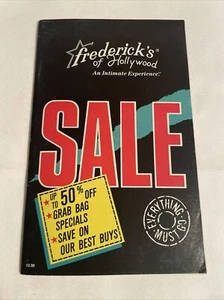 frederick's®
of Hollywood
An Intimate Experience.™
SALE
★ UP TO 50% OFF
★ GRAB BAG
SPECIALS
★ SAVE ON
OUR BEST BUYS
EVERYTHING
MUST GO